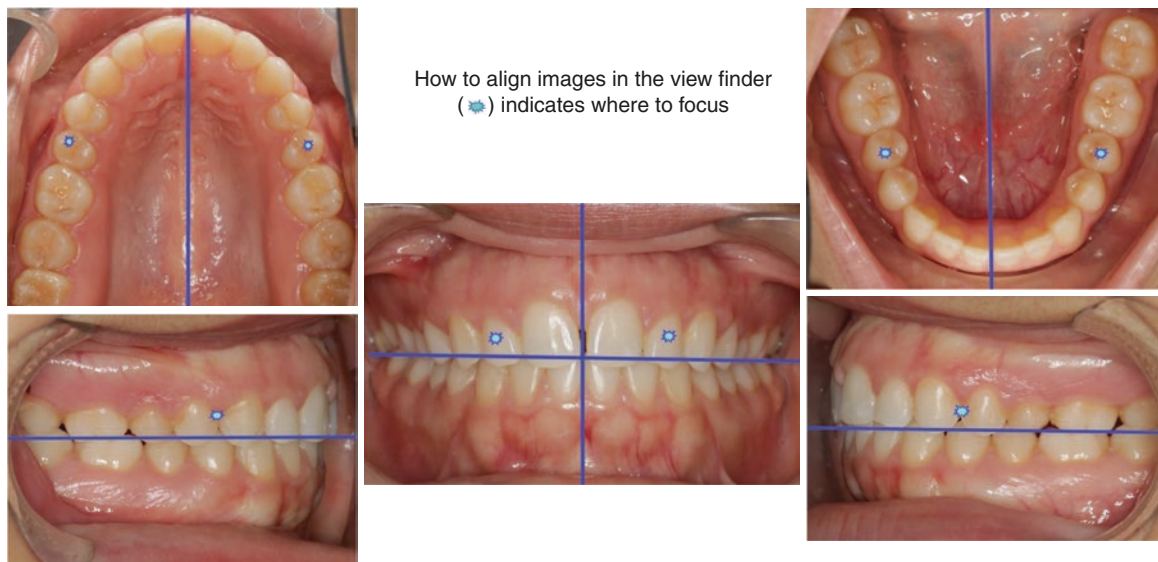 How to align images in the view finder
() indicates where to focus